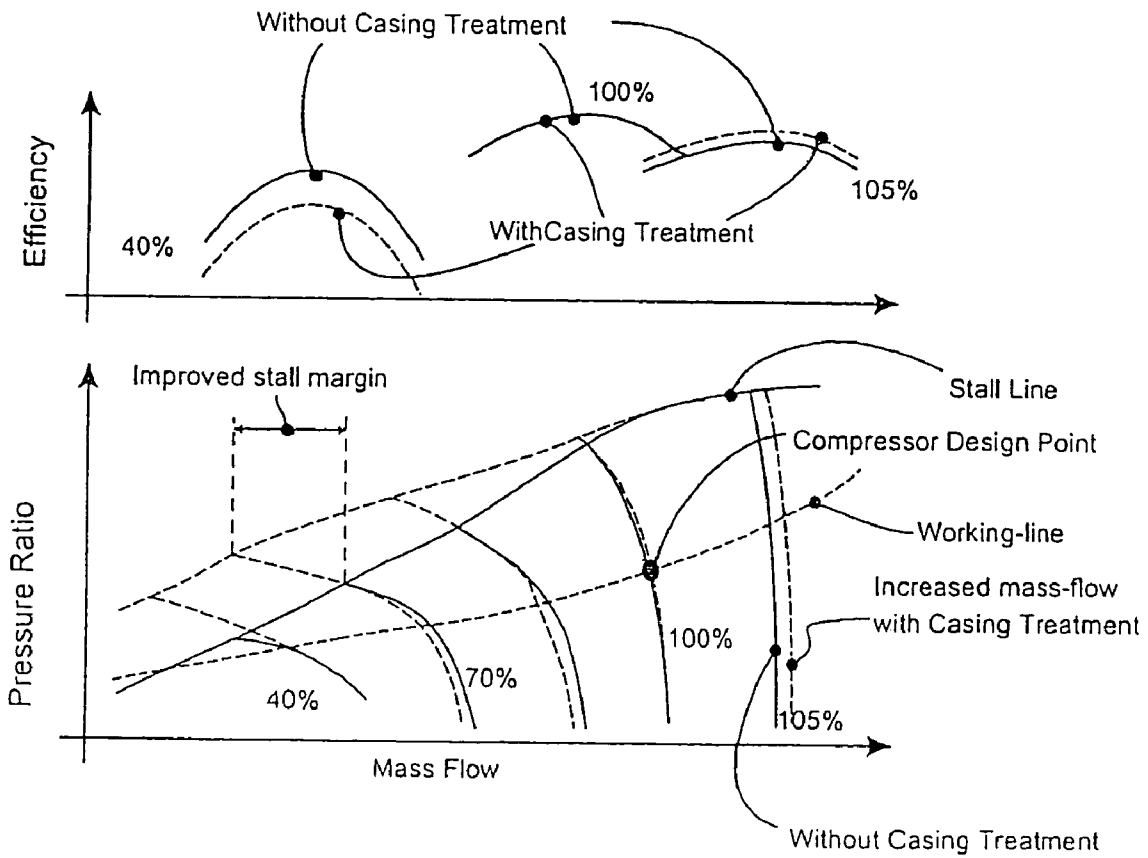 Without Casing Treatment
100%
Efficiency
105%
40%
WithCasing Treatment
Improved stall margin
Stall Line
Compressor Design Point
Working-line
Pressure Ratio
Increased mass-flow
with Casing Treatment
100%
70%
40%
105%
Mass Flow
Without Casing Treatment